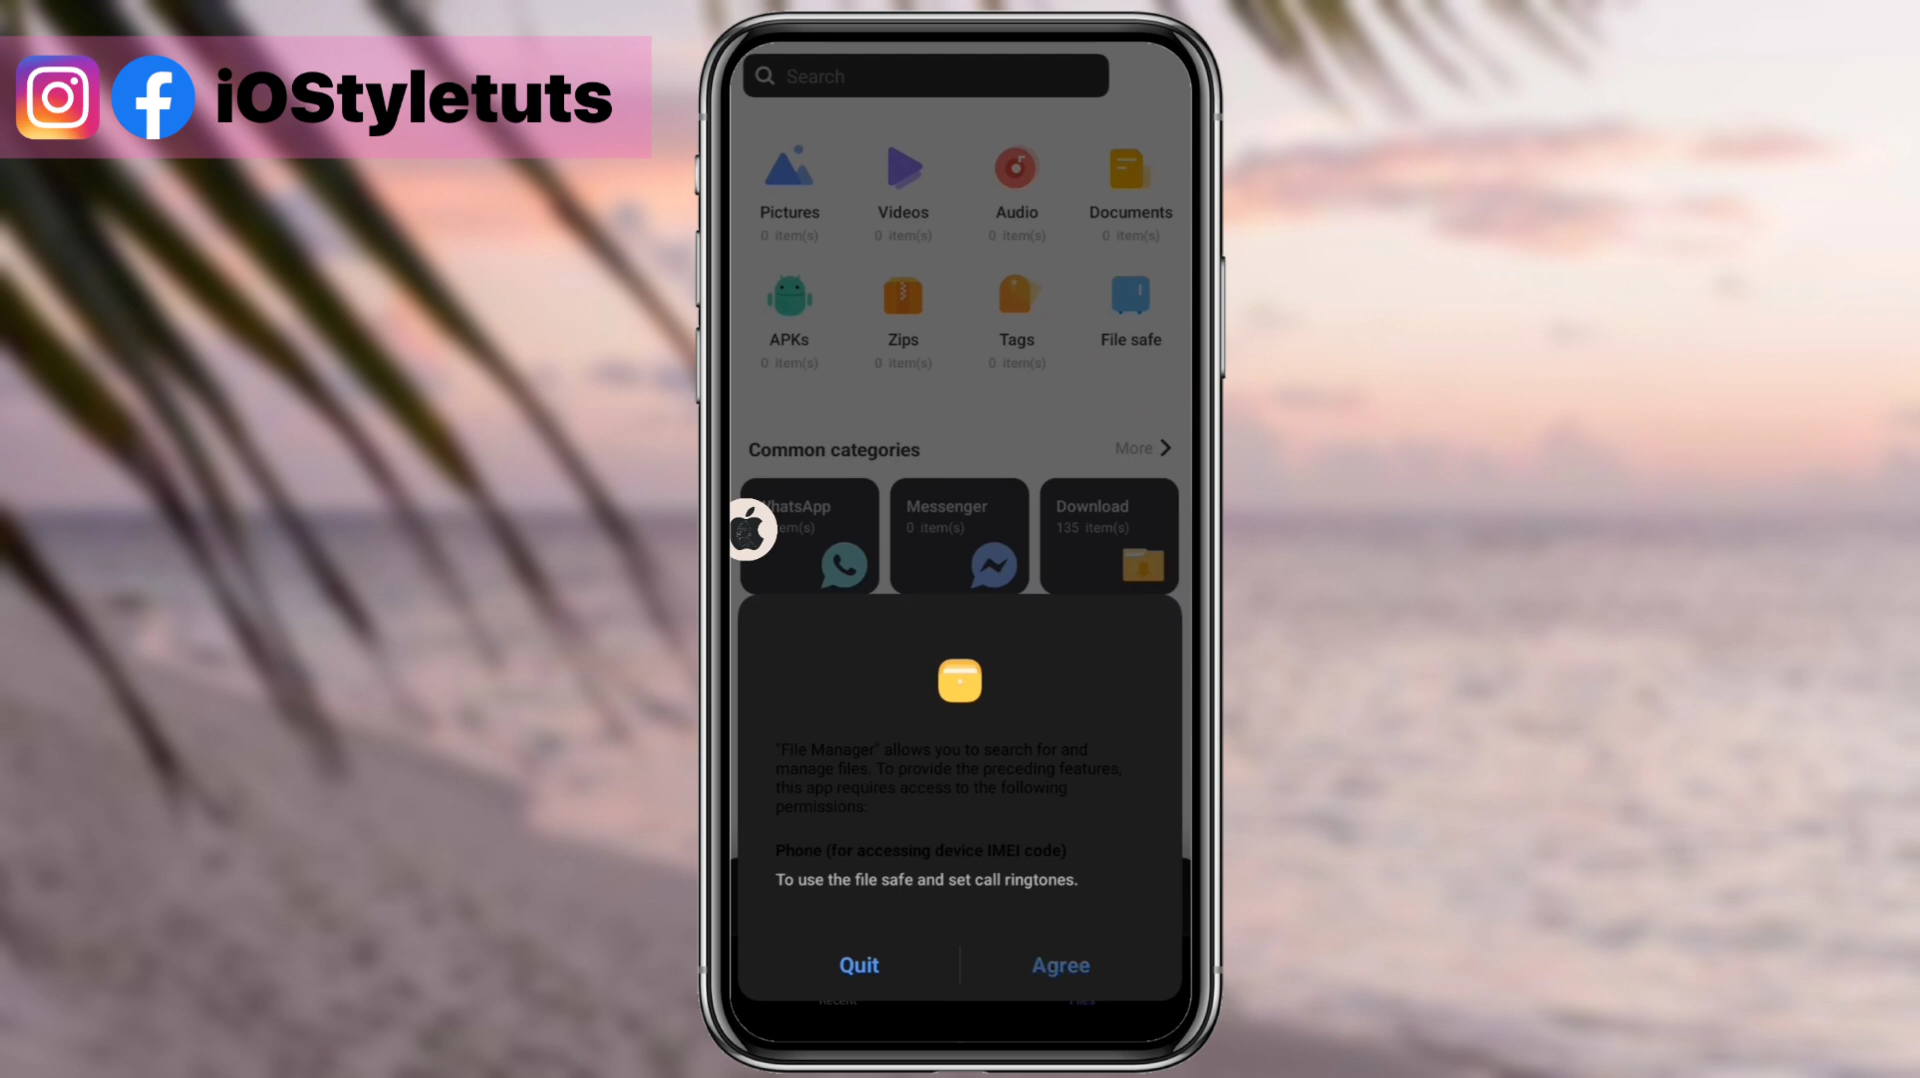 iOStyletuts
Search
Pictures Videos Audio Documents
0 item(s) 0 item(s) 0 item(s) 0 item(s)
APKs Zips Tags File safe
0 item(s) 0 item(s) 0 item(s)
Common categories More
hatsApp Messenger Download
em(s) 0 item(s) 135 item(s)
"File Manager" allows you to search for and
manage files. To provide the preceding features,
this app requires access to the following
permissions:
Phone (for accessing device IMEI code)
To use the file safe and set call ringtones.
Quit Agree
Recent Files